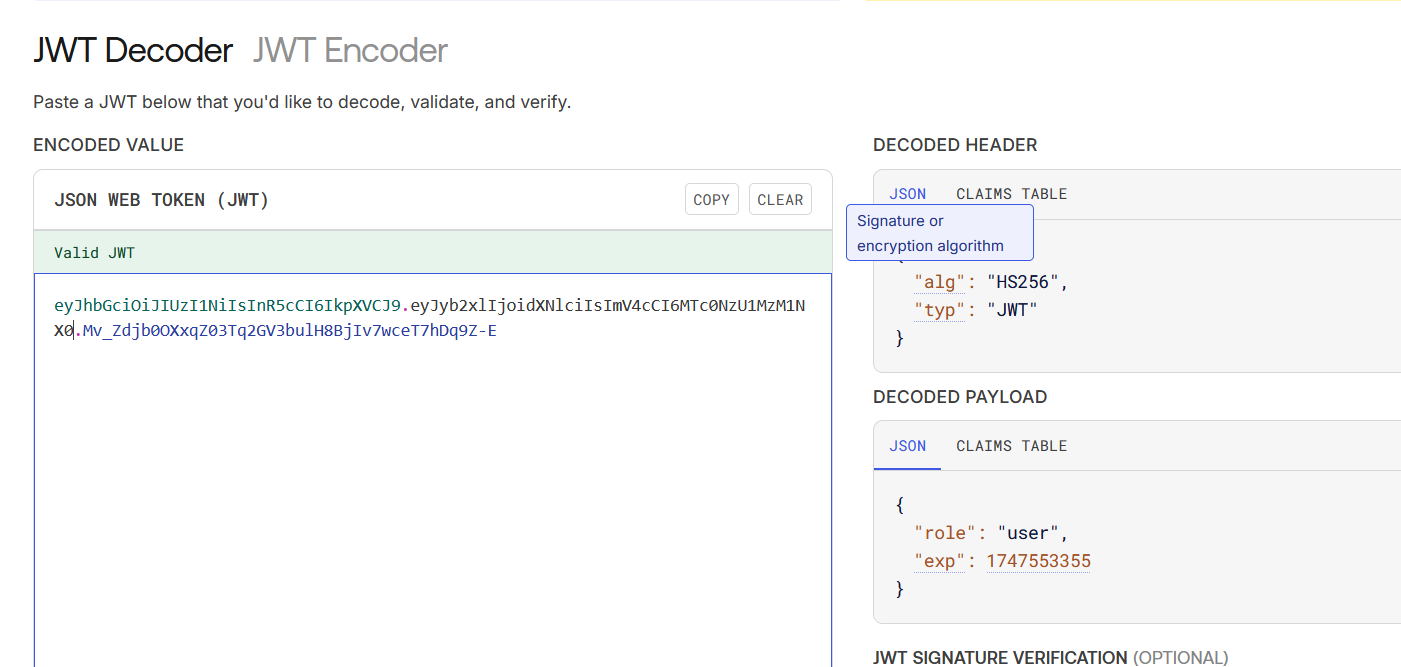 JWT Decoder JWT Encoder
Paste a JWT below that you'd like to decode, validate, and verify.
ENCODED VALUE
JSON WEB TOKEN (JWT)
COPY
CLEAR
Valid JWT
eyJhbGciOiJIUzI1NiIsInR5cCI6IkpXVCJ9.eyJyb2xlIjoidXNlciIsImV4cCI6MTc0NzU1MzM1N
X0.Mv_Zdjb0OXxqZ03Tq2GV3bulH8BjIv7wceT7hDq9Z-E
DECODED HEADER
JSON
CLAIMS TABLE
Signature or
encryption algorithm
{
"alg": "HS256",
"typ": "JWT"
}
DECODED PAYLOAD
JSON
CLAIMS TABLE
{
"role": "user",
"exp": 1747553355
}
JWT SIGNATURE VERIFICATION (OPTIONAL)